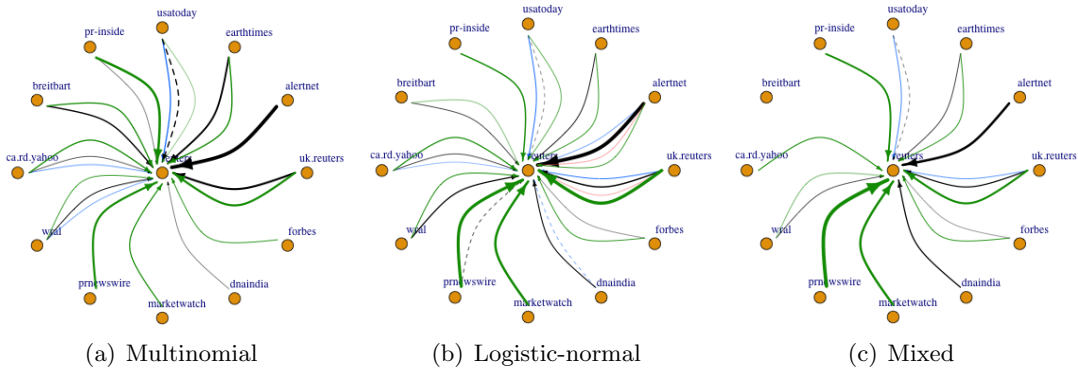 usatoday
pr-inside
earthtimes
breitbart
alertnet
ca.rd.yahoo
reuters
uk.reuters
wral
forbes
prnewswire
dnaindia
marketwatch
(a) Multinomial
usatoday
pr-inside
earthtimes
breitbart
alertnet
ca.rd.yahoo
reuters
uk.reuters
wral
forbes
prnewswire
dnaindia
marketwatch
(b) Logistic-normal
usatoday
pr-inside
earthtimes
breitbart
alertnet
ca.rd.yahoo
reuters
uk.reuters
wral
forbes
prnewswire
dnaindia
marketwatch
(c) Mixed